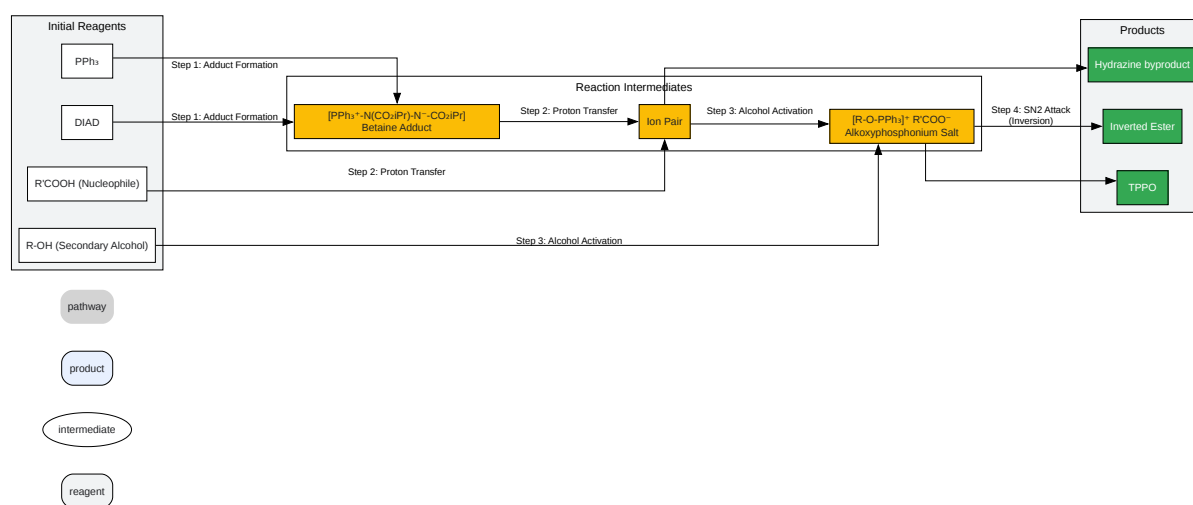 Initial Reagents
PPh₃
DIAD
R'COOH (Nucleophile)
R-OH (Secondary Alcohol)
Step 1: Adduct Formation
Step 1: Adduct Formation
Step 2: Proton Transfer
Step 3: Alcohol Activation
Reaction Intermediates
[PPh₃⁺-N(CO₂iPr)-N⁻-CO₂iPr]
Betaine Adduct
Step 2: Proton Transfer
Ion Pair
Step 3: Alcohol Activation
[R-O-PPh₃]⁺ R'COO⁻
Alkoxyphosphonium Salt
Step 4: SN2 Attack
(Inversion)
Products
Hydrazine byproduct
Inverted Ester
TPPO
pathway
product
intermediate
reagent